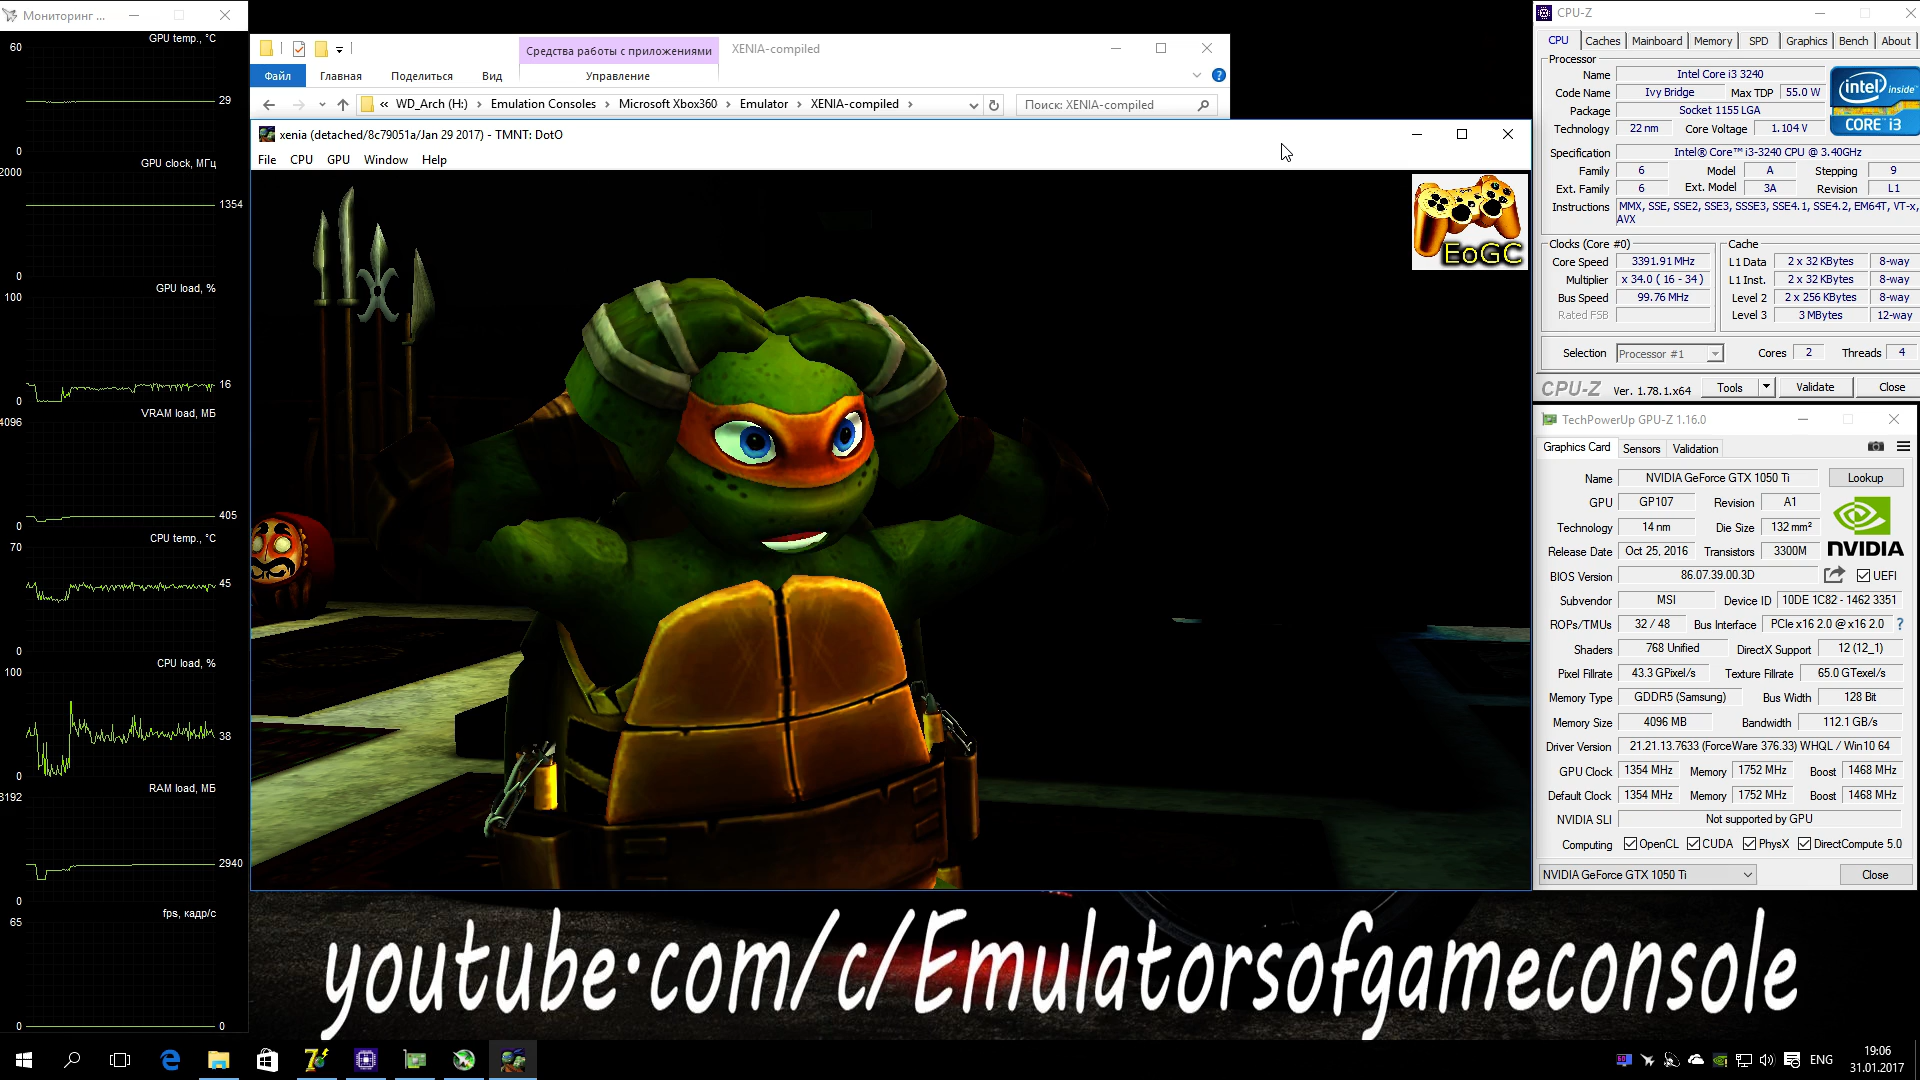 Мониторинг ...
GPU temp., °C
60
29
0
GPU clock, МГц
2000
1354
0
GPU load, %
100
16
0
VRAM load, МБ
4096
405
0
CPU temp., °C
70
45
0
CPU load, %
100
38
0
RAM load, МБ
8192
2940
0
fps, кадр/с
65
0
0
Средства работы с приложениями
XENIA-compiled
Файл
Главная
Поделиться
Вид
Управление
« WD_Arch (H:) › Emulation Consoles › Microsoft Xbox360 › Emulator › XENIA-compiled ›
Поиск: XENIA-compiled
xenia (detached/8c79051a/Jan 29 2017) - TMNT: DotO
File CPU GPU Window Help
EoGC
CPU-Z
CPU Caches Mainboard Memory SPD Graphics Bench About
Processor
Name Intel Core i3 3240
Code Name Ivy Bridge Max TDP 55.0 W
Package Socket 1155 LGA
Technology 22 nm Core Voltage 1.104 V
intel inside™
CORE i3
Specification Intel® Core™ i3-3240 CPU @ 3.40GHz
Family 6 Model A Stepping 9
Ext. Family 6 Ext. Model 3A Revision L1
Instructions MMX, SSE, SSE2, SSE3, SSSE3, SSE4.1, SSE4.2, EM64T, VT-x,
AVX
Clocks (Core #0)
Core Speed 3391.91 MHz
Multiplier x 34.0 ( 16 - 34 )
Bus Speed 99.76 MHz
Rated FSB
Cache
L1 Data 2 x 32 KBytes 8-way
L1 Inst. 2 x 32 KBytes 8-way
Level 2 2 x 256 KBytes 8-way
Level 3 3 MBytes 12-way
Selection Processor #1 Cores 2 Threads 4
CPU-Z Ver. 1.78.1.x64 Tools Validate Close
TechPowerUp GPU-Z 1.16.0
Graphics Card Sensors Validation
Name NVIDIA GeForce GTX 1050 Ti Lookup
GPU GP107 Revision A1
Technology 14 nm Die Size 132 mm²
Release Date Oct 25, 2016 Transistors 3300M
NVIDIA
BIOS Version 86.07.39.00.3D UEFI
Subvendor MSI Device ID 10DE 1C82 - 1462 3351
ROPs/TMUs 32 / 48 Bus Interface PCIe x16 2.0 @ x16 2.0 ?
Shaders 768 Unified DirectX Support 12 (12_1)
Pixel Fillrate 43.3 GPixel/s Texture Fillrate 65.0 GTexel/s
Memory Type GDDR5 (Samsung) Bus Width 128 Bit
Memory Size 4096 MB Bandwidth 112.1 GB/s
Driver Version 21.21.13.7633 (ForceWare 376.33) WHQL / Win10 64
GPU Clock 1354 MHz Memory 1752 MHz Boost 1468 MHz
Default Clock 1354 MHz Memory 1752 MHz Boost 1468 MHz
NVIDIA SLI Not supported by GPU
Computing OpenCL CUDA PhysX DirectCompute 5.0
NVIDIA GeForce GTX 1050 Ti Close
youtube.com/c/Emulatorsofgameconsole
ENG
19:06
31.01.2017